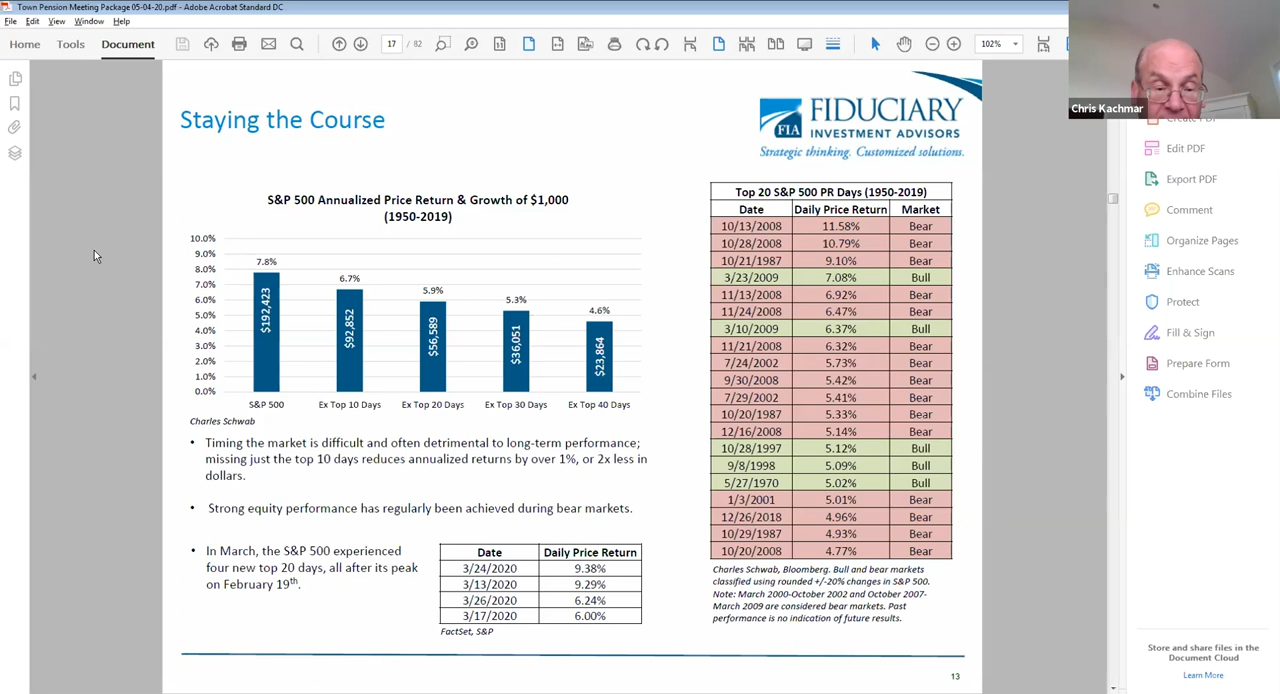 Town Pension Meeting Package 05-04-20.pdf - Adobe Acrobat Standard DC
File Edit View Window Help
Home Tools Document 17 / 82 102%
Chris Kachmar
Create PDF
Edit PDF
Export PDF
Comment
Organize Pages
Enhance Scans
Protect
Fill & Sign
Prepare Form
Combine Files
Store and share files in the
Document Cloud
Learn More
Staying the Course
FIA
FIDUCIARY
INVESTMENT ADVISORS
Strategic thinking. Customized solutions.
S&P 500 Annualized Price Return & Growth of $1,000
(1950-2019)
10.0%
9.0%
8.0%
7.0%
6.0%
5.0%
4.0%
3.0%
2.0%
1.0%
0.0%
7.8%
6.7%
5.9%
5.3%
4.6%
$192,423
$92,852
$56,589
$36,051
$23,864
S&P 500 Ex Top 10 Days Ex Top 20 Days Ex Top 30 Days Ex Top 40 Days
Charles Schwab
• Timing the market is difficult and often detrimental to long-term performance;
missing just the top 10 days reduces annualized returns by over 1%, or 2x less in
dollars.
• Strong equity performance has regularly been achieved during bear markets.
• In March, the S&P 500 experienced
four new top 20 days, all after its peak
on February 19th.
Date Daily Price Return
3/24/2020 9.38%
3/13/2020 9.29%
3/26/2020 6.24%
3/17/2020 6.00%
FactSet, S&P
Top 20 S&P 500 PR Days (1950-2019)
Date Daily Price Return Market
10/13/2008 11.58% Bear
10/28/2008 10.79% Bear
10/21/1987 9.10% Bear
3/23/2009 7.08% Bull
11/13/2008 6.92% Bear
11/24/2008 6.47% Bear
3/10/2009 6.37% Bull
11/21/2008 6.32% Bear
7/24/2002 5.73% Bear
9/30/2008 5.42% Bear
7/29/2002 5.41% Bear
10/20/1987 5.33% Bear
12/16/2008 5.14% Bear
10/28/1997 5.12% Bull
9/8/1998 5.09% Bull
5/27/1970 5.02% Bull
1/3/2001 5.01% Bear
12/26/2018 4.96% Bear
10/29/1987 4.93% Bear
10/20/2008 4.77% Bear
Charles Schwab, Bloomberg. Bull and bear markets
classified using rounded +/-20% changes in S&P 500.
Note: March 2000-October 2002 and October 2007-
March 2009 are considered bear markets. Past
performance is no indication of future results.
13